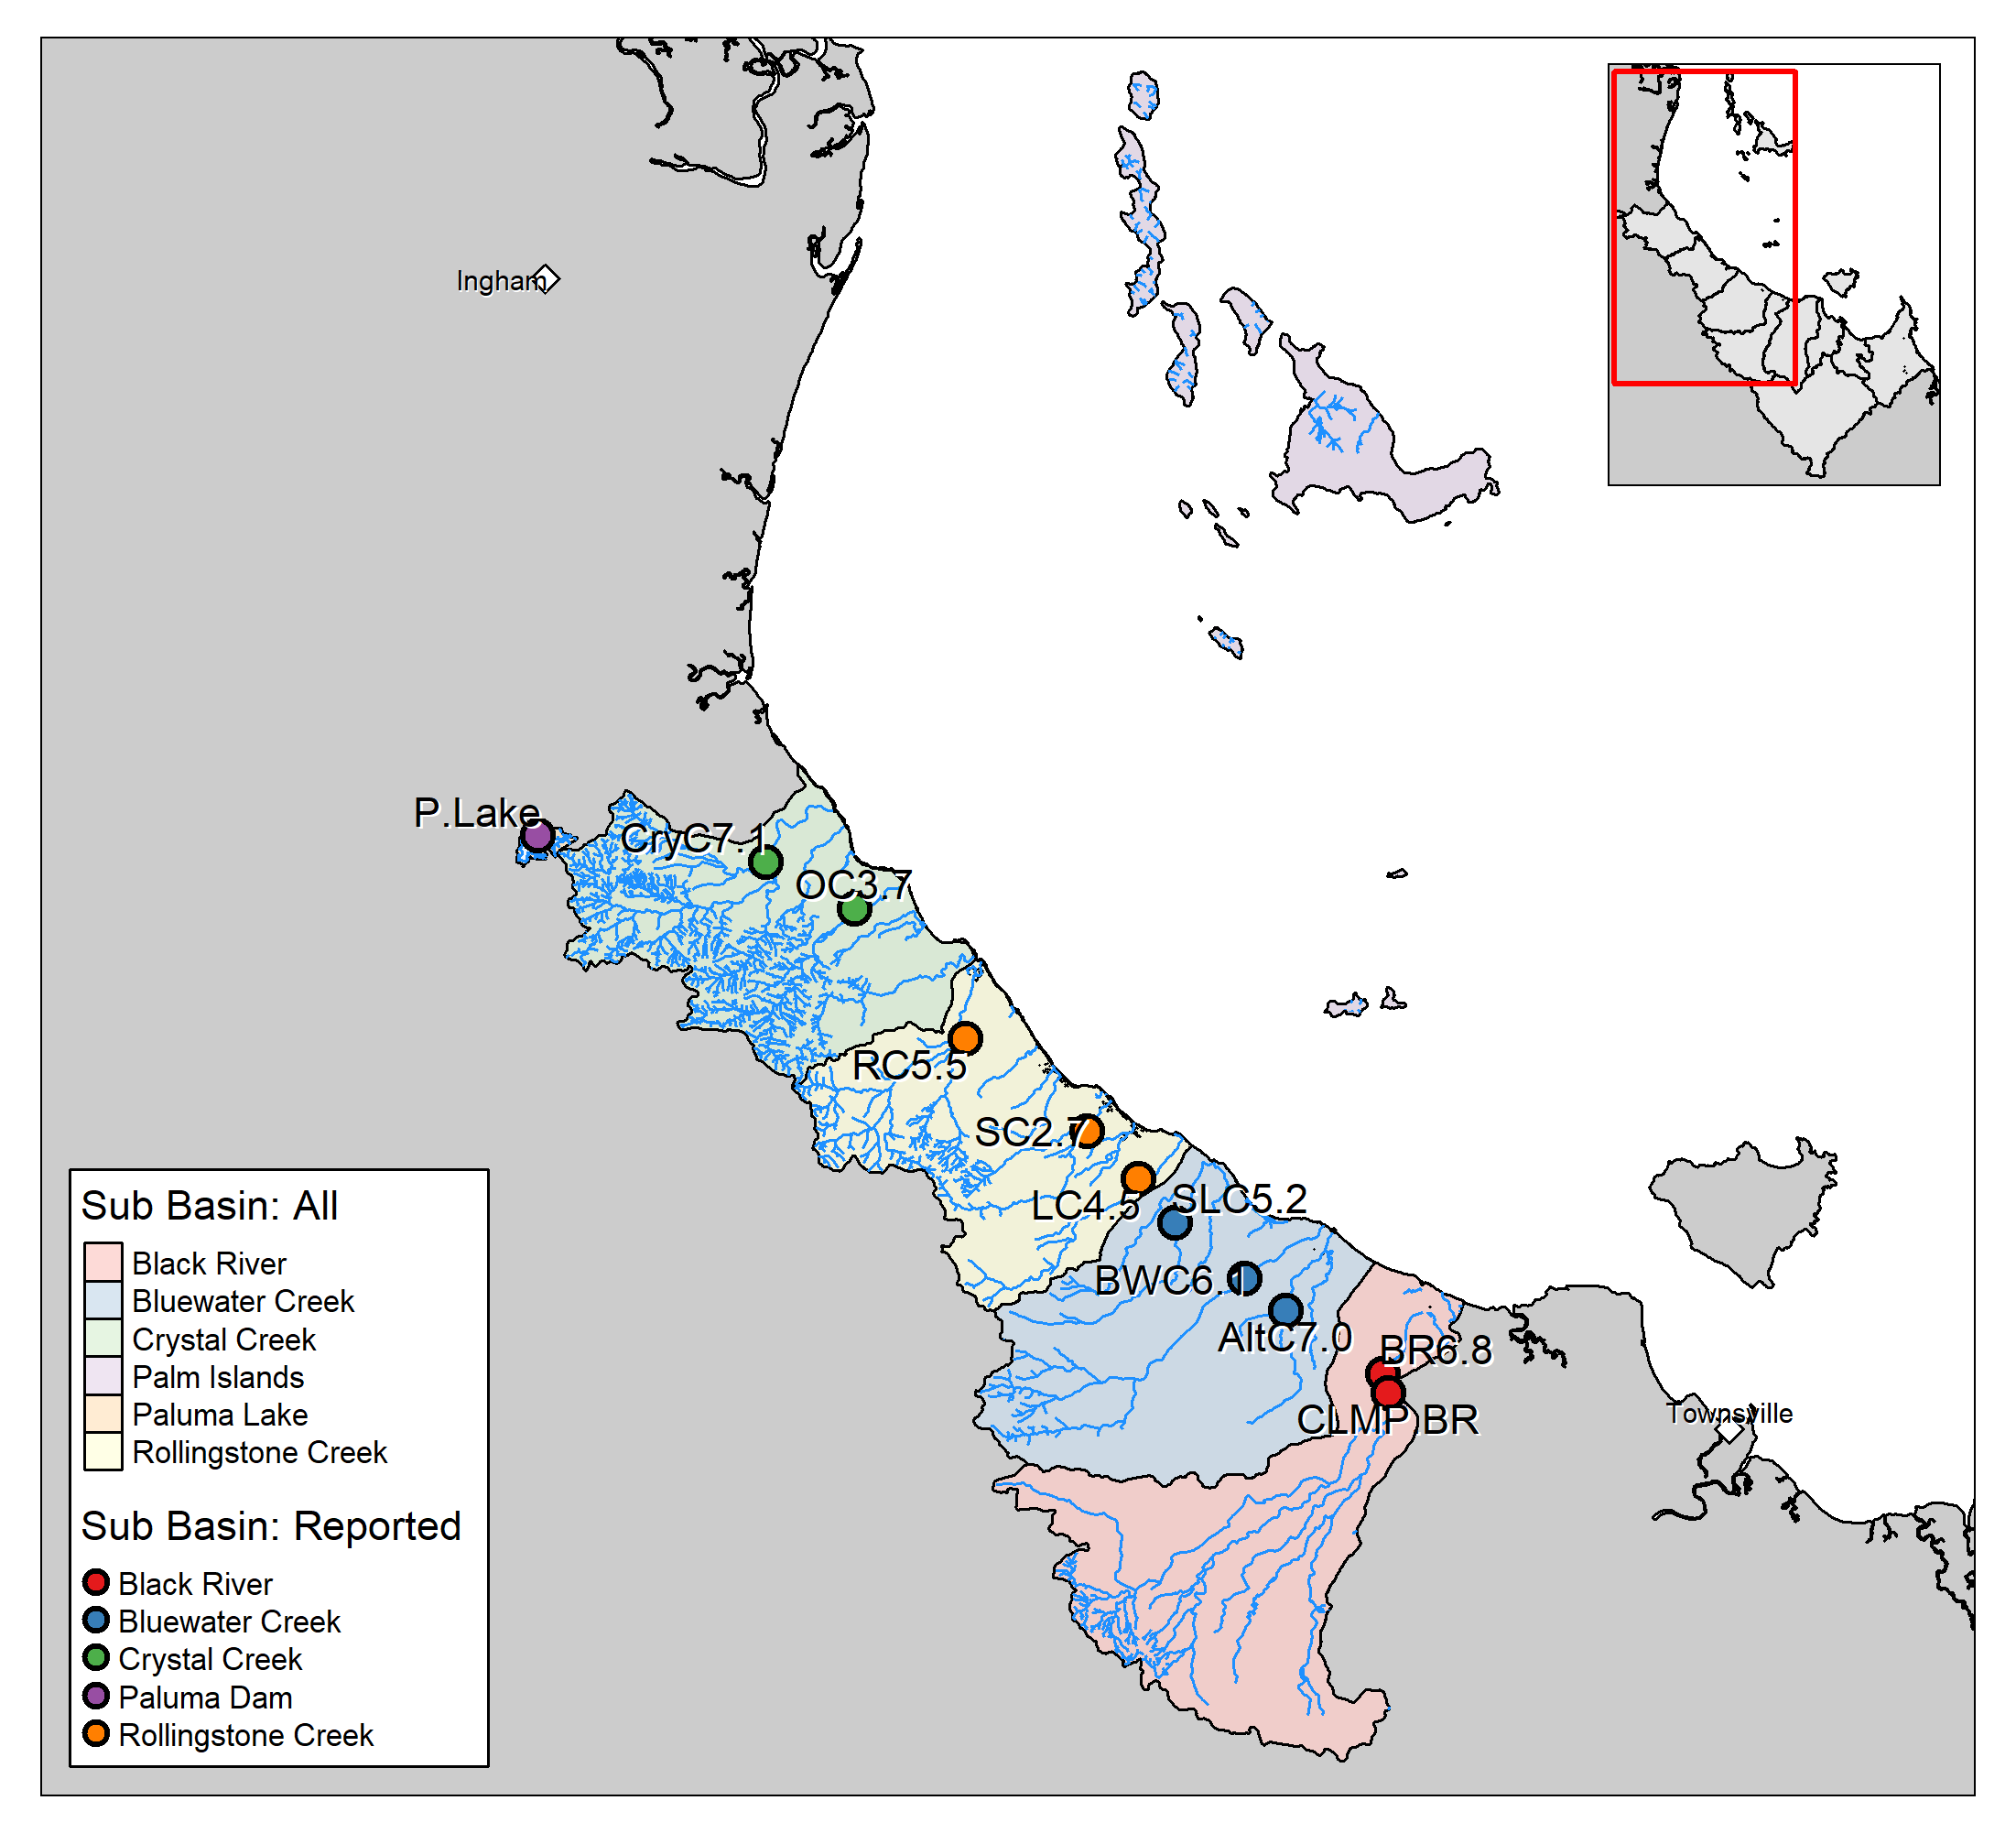 Ingham
P.Lake
CryC7.1
OC3.7
RC5.5
SC2.7
LC4.5
SLC5.2
BWC6.1
AltC7.0
BR6.8
CLMP.BR
Townsville
Sub Basin: All
Black River
Bluewater Creek
Crystal Creek
Palm Islands
Paluma Lake
Rollingstone Creek
Sub Basin: Reported
Black River
Bluewater Creek
Crystal Creek
Paluma Dam
Rollingstone Creek